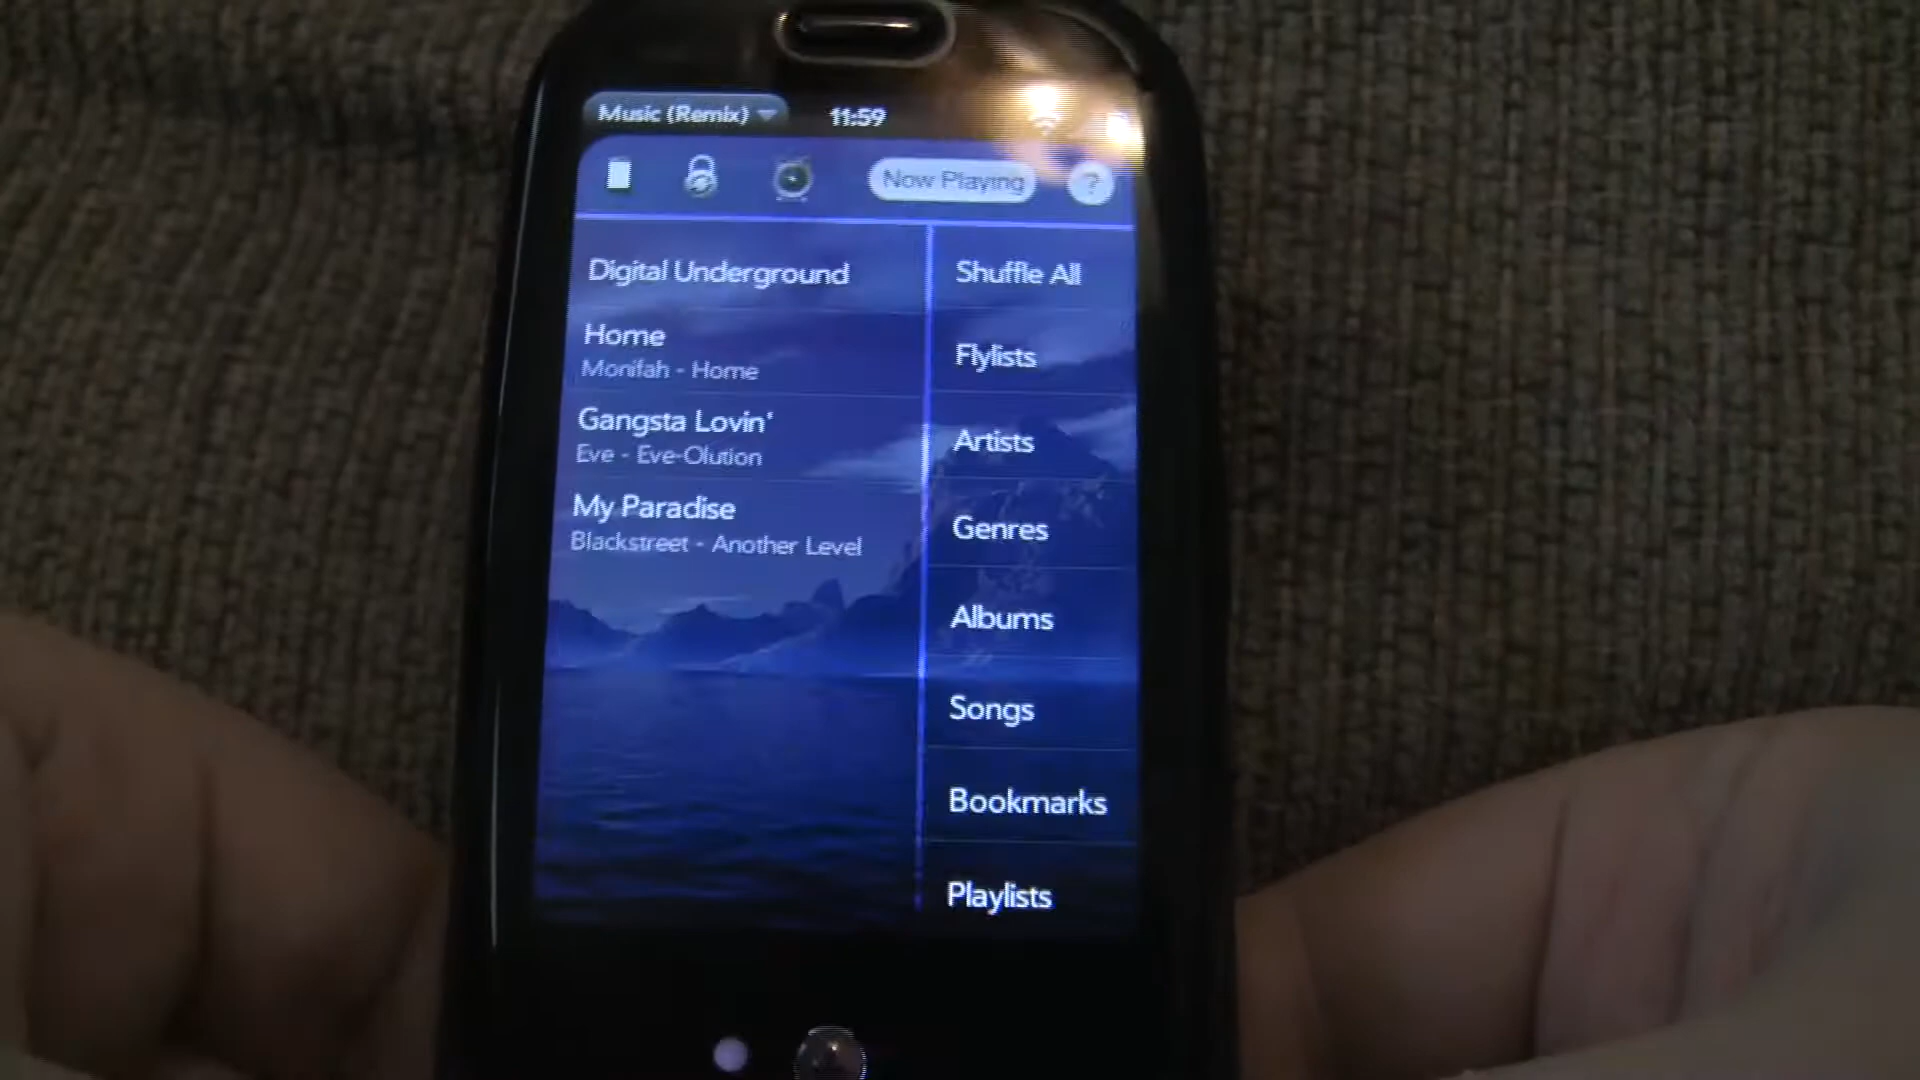 Music (Remix)
11:59
Now Playing
?
Digital Underground
Home
Monifah - Home
Gangsta Lovin'
Eve - Eve-Olution
My Paradise
Blackstreet - Another Level
Shuffle All
Flylists
Artists
Genres
Albums
Songs
Bookmarks
Playlists